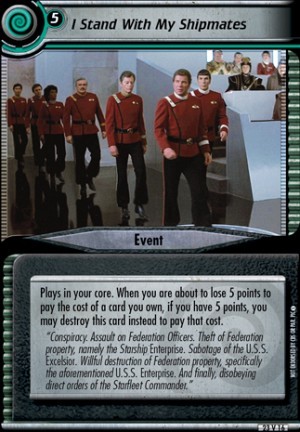 5
I Stand With My Shipmates
Event
Plays in your core. When you are about to lose 5 points to
pay the cost of a card you own, if you have 5 points, you
may destroy this card instead to pay that cost.
"Conspiracy. Assault on Federation Officers. Theft of Federation
property, namely the Starship Enterprise. Sabotage of the U.S.S.
Excelsior. Willful destruction of Federation property, specifically
the aforementioned U.S.S. Enterprise. And finally, disobeying
direct orders of the Starfleet Commander."
23 V 16